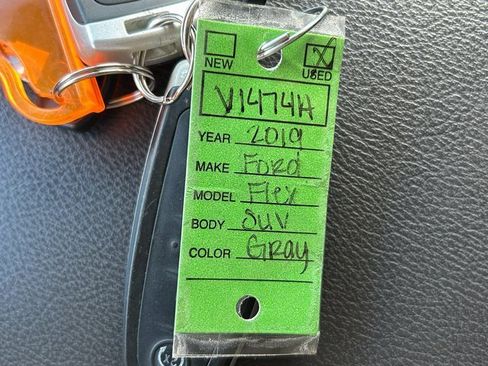 NEW USED
V1474A
YEAR 2019
MAKE Ford
MODEL Flex
BODY SUV
COLOR Gray